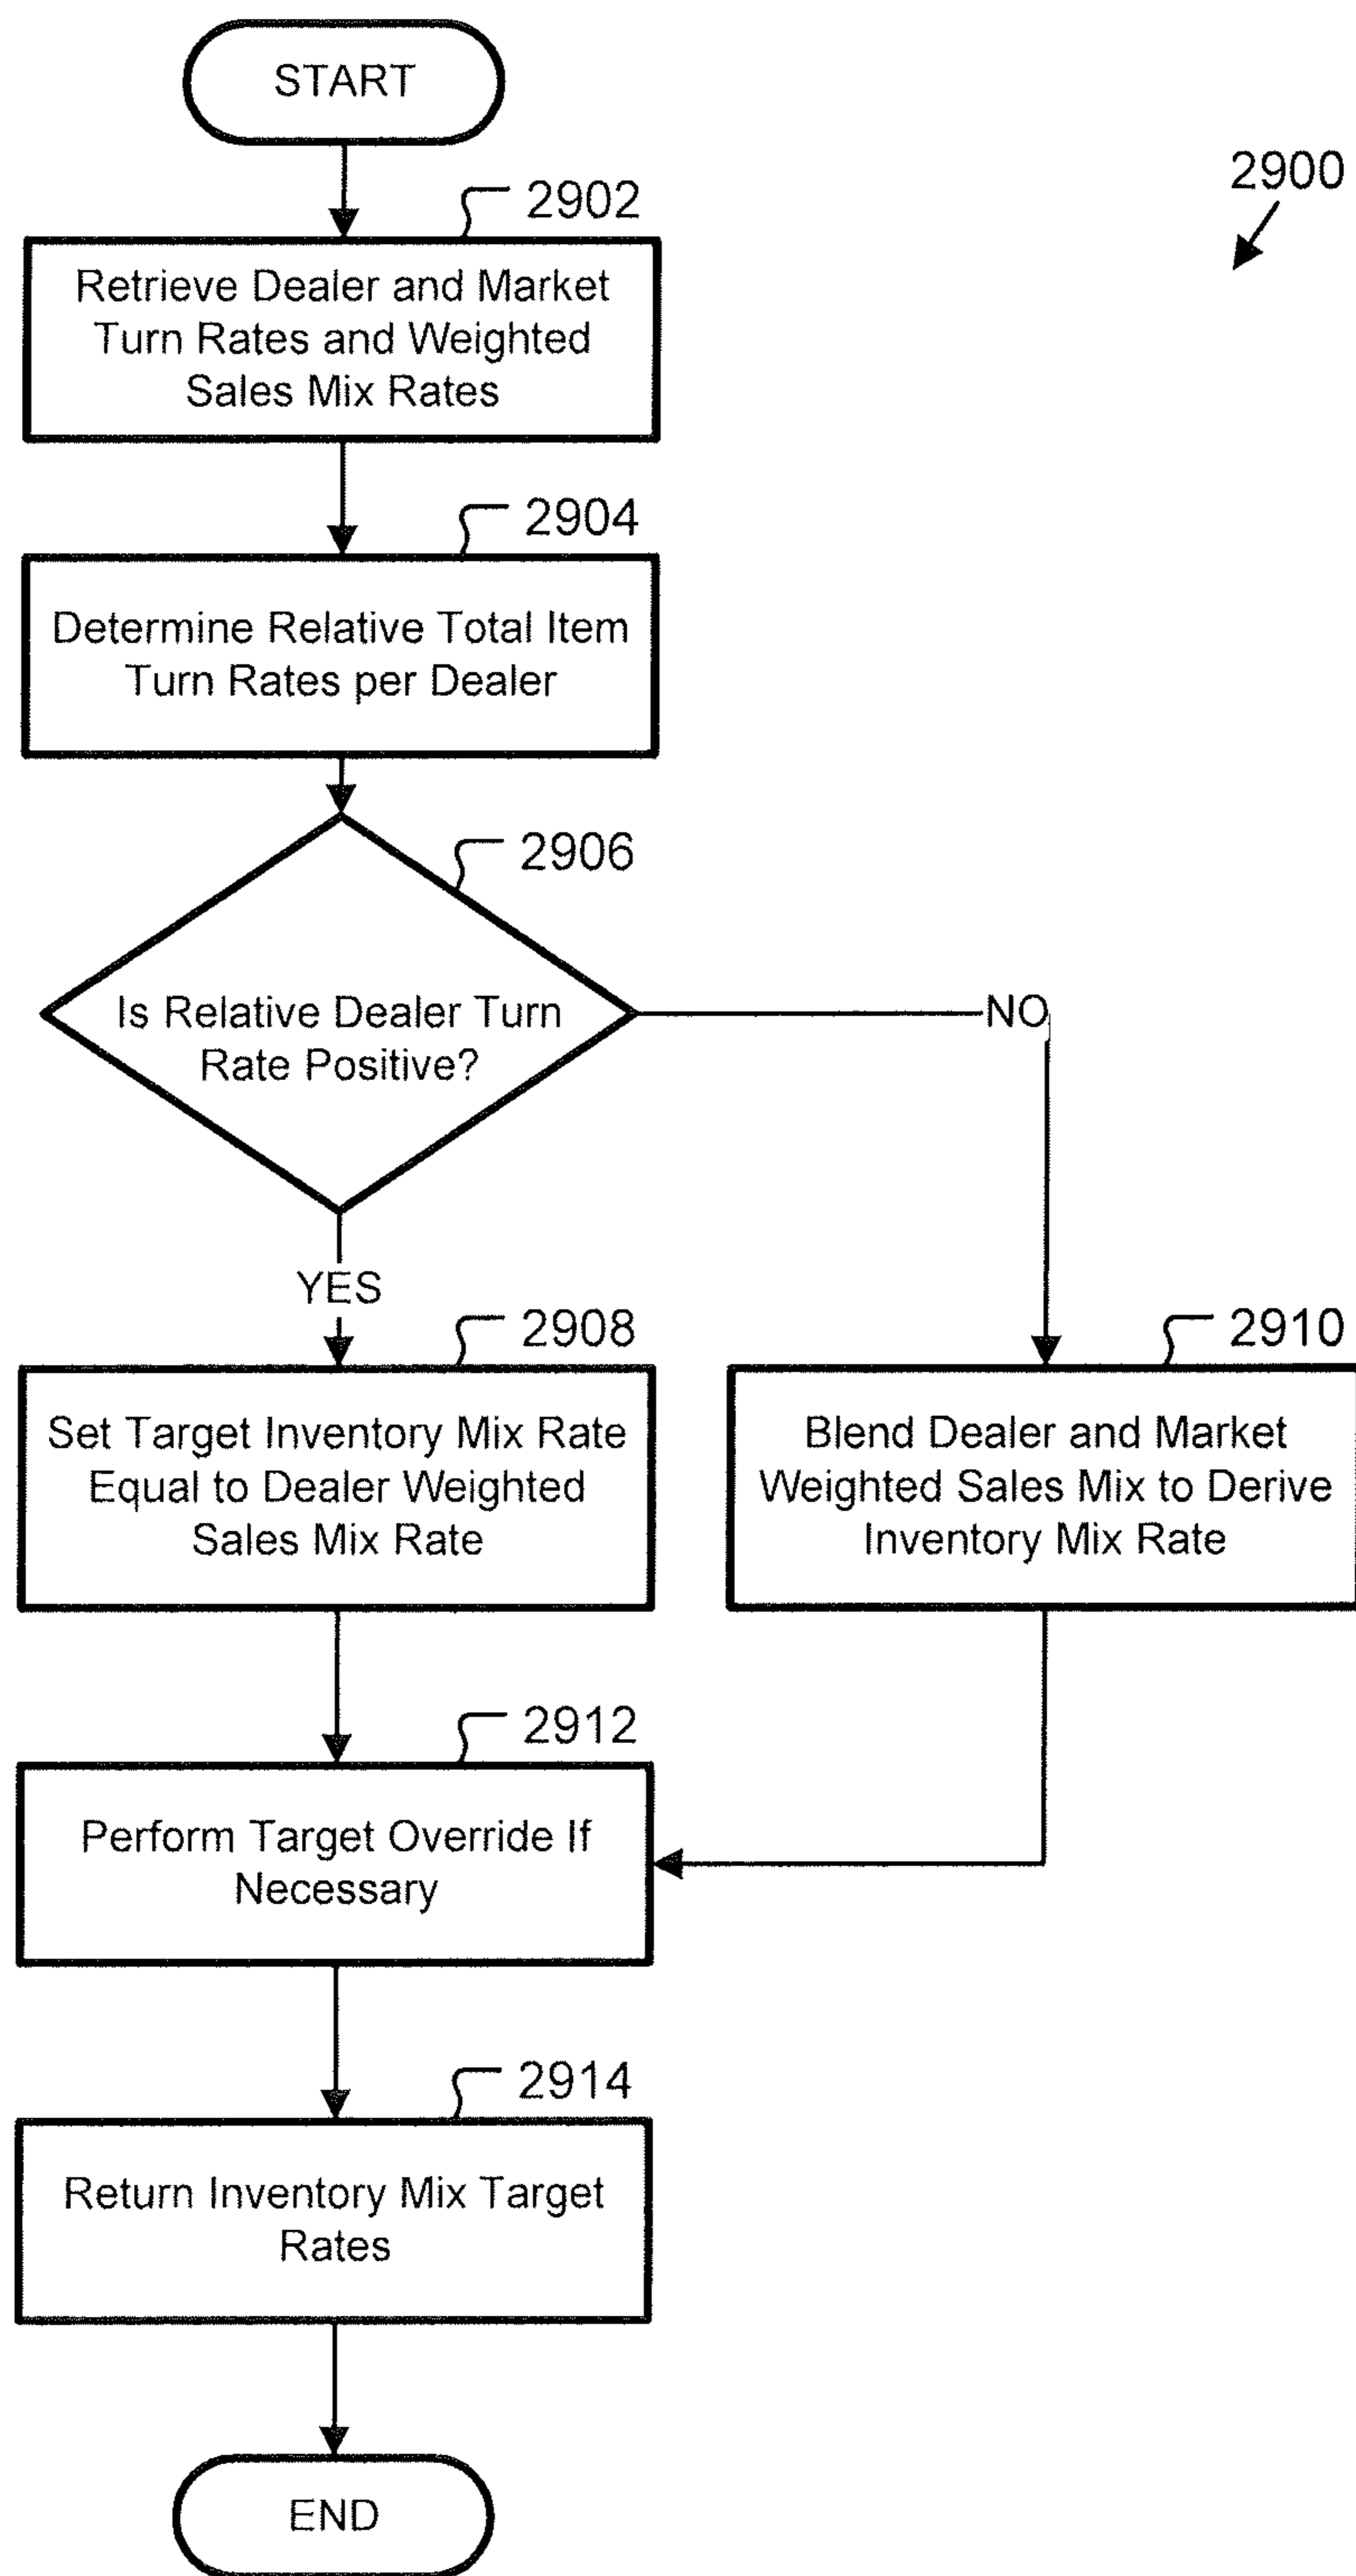 START
2900
2902
Retrieve Dealer and Market
Turn Rates and Weighted
Sales Mix Rates
2904
Determine Relative Total Item
Turn Rates per Dealer
2906
Is Relative Dealer Turn
Rate Positive?
NO
YES
2908
Set Target Inventory Mix Rate
Equal to Dealer Weighted
Sales Mix Rate
2910
Blend Dealer and Market
Weighted Sales Mix to Derive
Inventory Mix Rate
2912
Perform Target Override If
Necessary
2914
Return Inventory Mix Target
Rates
END